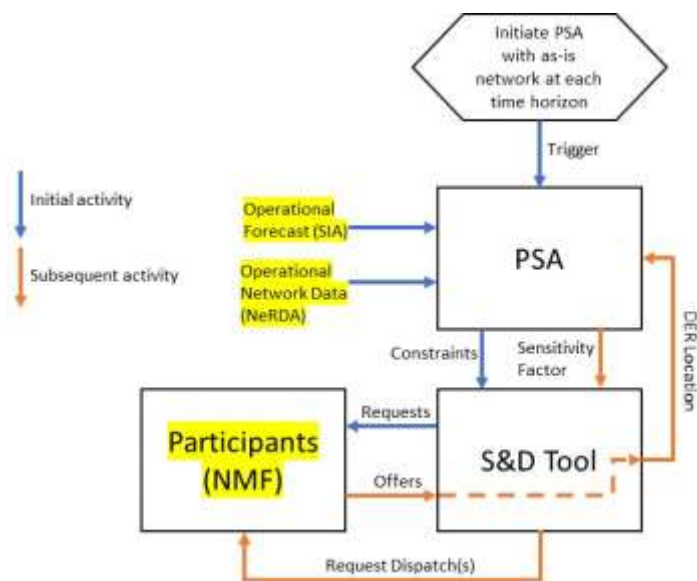 Initiate PSA
with as-is
network at each
time horizon
Trigger
Initial activity
Subsequent activity
Operational
Forecast (SIA)
Operational
Network Data
(NeRDA)
PSA
Constraints
Sensitivity
Factor
DER Location
Participants
(NMF)
Requests
Offers
S&D Tool
Request Dispatch(s)